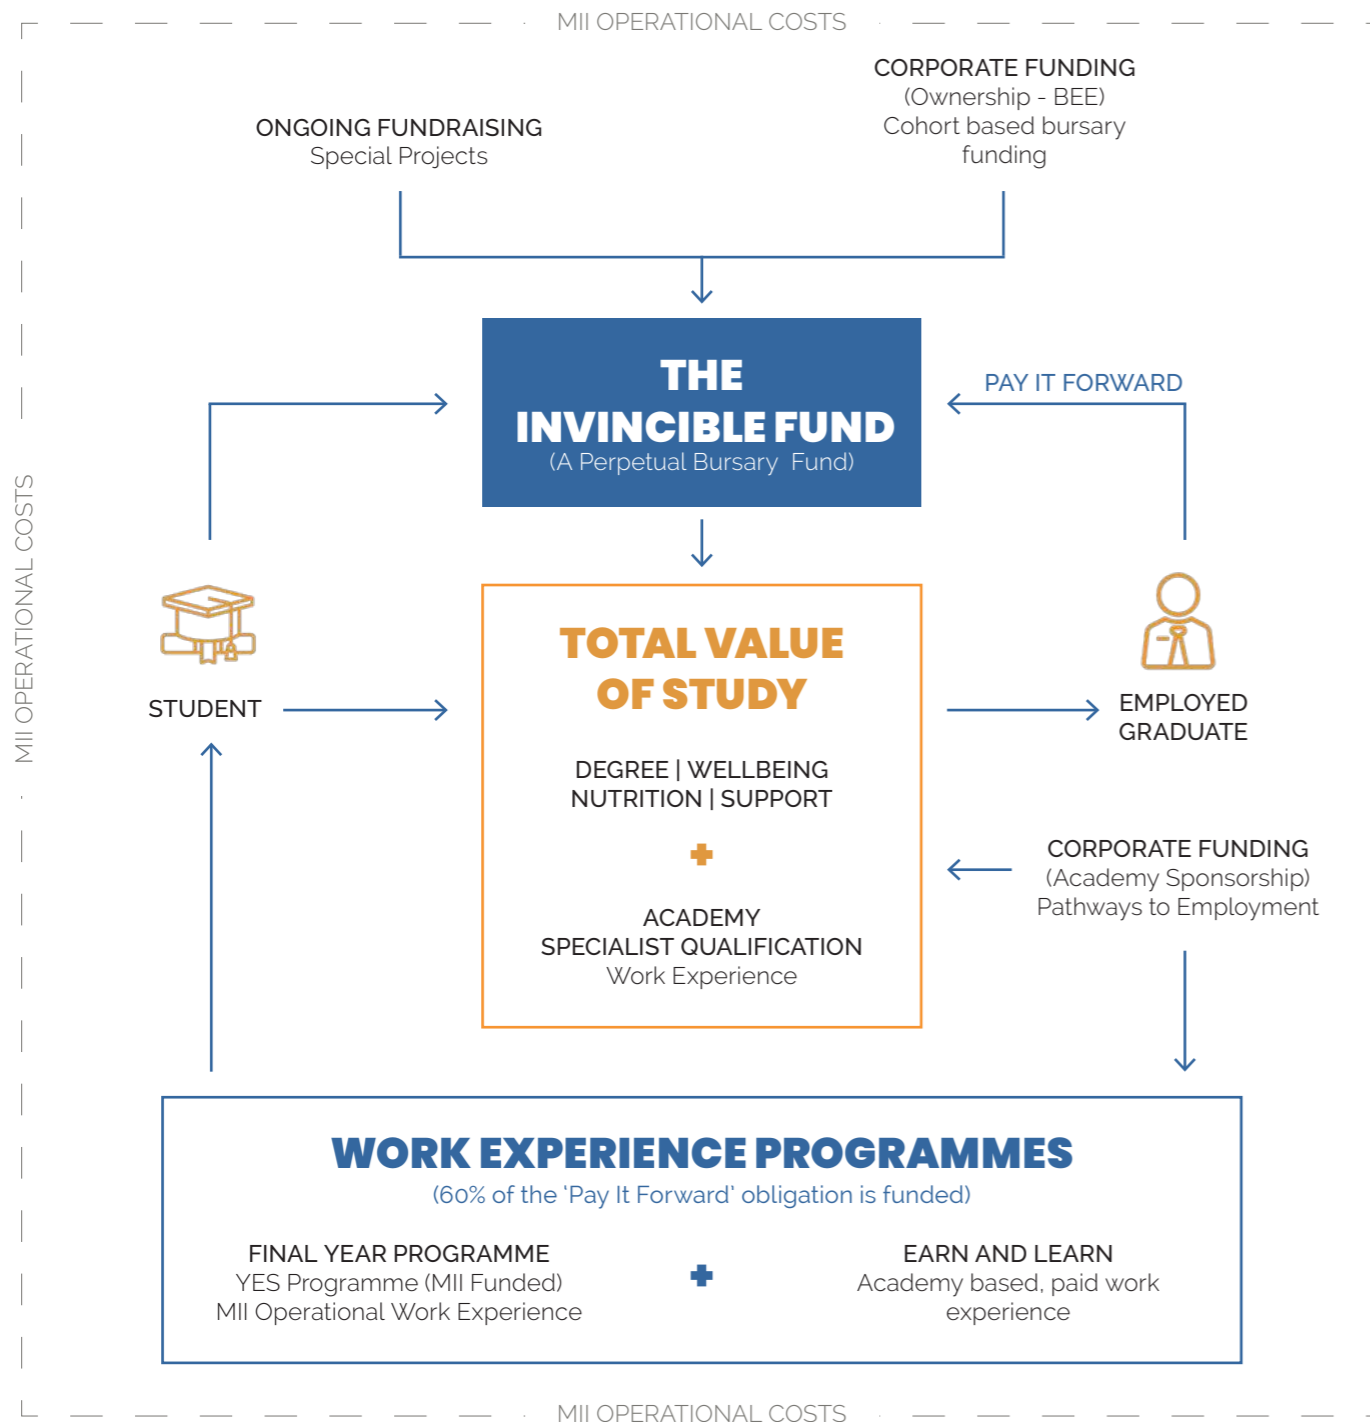 MII OPERATIONAL COSTS
CORPORATE FUNDING
(Ownership - BEE)
Cohort based bursary
funding
ONGOING FUNDRAISING
Special Projects
THE
INVINCIBLE FUND
(A Perpetual Bursary Fund)
PAY IT FORWARD
MII OPERATIONAL COSTS
STUDENT
TOTAL VALUE
OF STUDY
DEGREE | WELLBEING
NUTRITION | SUPPORT
+
ACADEMY
SPECIALIST QUALIFICATION
Work Experience
EMPLOYED
GRADUATE
CORPORATE FUNDING
(Academy Sponsorship)
Pathways to Employment
WORK EXPERIENCE PROGRAMMES
(60% of the ‘Pay It Forward’ obligation is funded)
FINAL YEAR PROGRAMME
YES Programme (MII Funded)
MII Operational Work Experience
+
EARN AND LEARN
Academy based, paid work
experience
MII OPERATIONAL COSTS